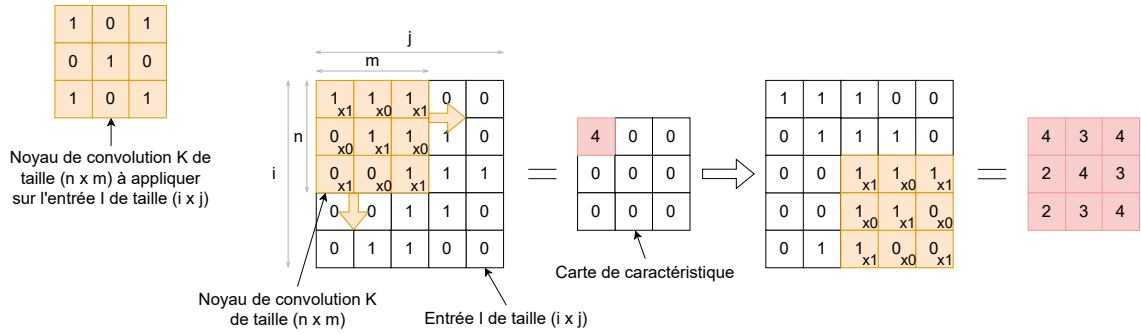 1 0 1
0 1 0
1 0 1
Noyau de convolution K de
taille (n x m) à appliquer
sur l'entrée I de taille (i x j)
j
m
i
n
1x1 1x0 1x1 0 0
0x0 1x1 1x0 1 0
0x1 0x0 1x1 1 1
0 0 1 1 0
0 1 1 0 0
Noyau de convolution K
de taille (n x m)
Entrée I de taille (i x j)
4 0 0
0 0 0
0 0 0
Carte de caractéristique
1 1 1 0 0
0 1 1 1 0
0 0 1x1 1x0 1x1
0 0 1x0 1x1 0x0
0 1 1x1 0x0 0x1
4 3 4
2 4 3
2 3 4